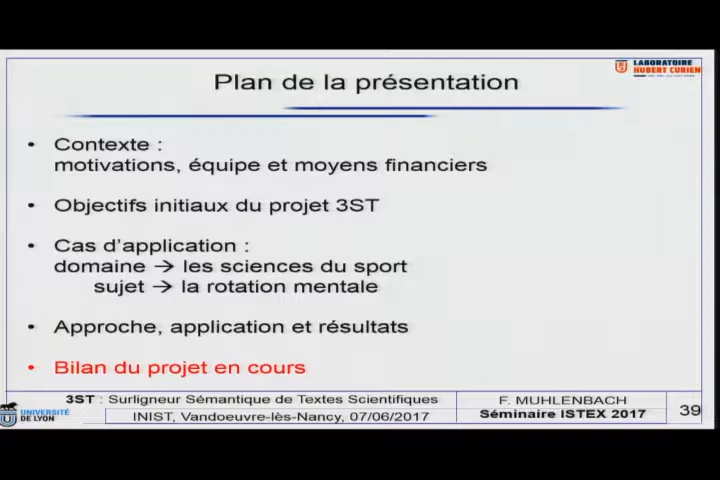 LABORATOIRE
HUBERT CURIEN
Plan de la présentation
• Contexte :
motivations, équipe et moyens financiers
• Objectifs initiaux du projet 3ST
• Cas d'application :
domaine → les sciences du sport
sujet → la rotation mentale
• Approche, application et résultats
• Bilan du projet en cours
UNIVERSITÉ
DE LYON
3ST : Surligneur Sémantique de Textes Scientifiques
INIST, Vandoeuvre-lès-Nancy, 07/06/2017
F. MUHLENBACH
Séminaire ISTEX 2017
39